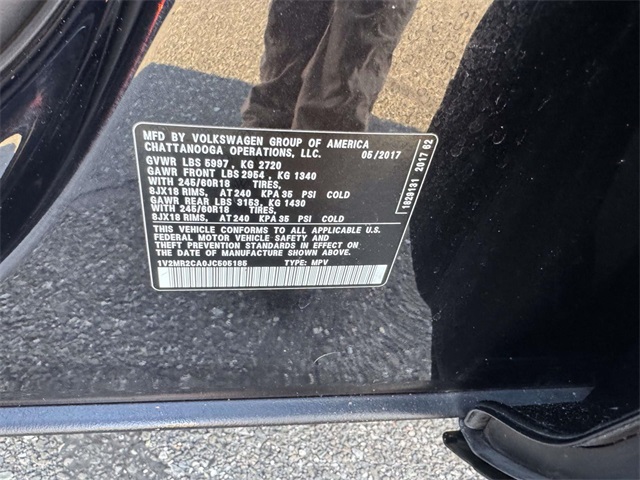 MFD BY VOLKSWAGEN GROUP OF AMERICA
CHATTANOOGA OPERATIONS, LLC. 05/2017
GVWR LBS 5997 , KG 2720
GAWR FRONT LBS 2954 , KG 1340
WITH 245/60R18 TIRES,
8JX18 RIMS, AT 240 KPA 35 PSI COLD
GAWR REAR LBS 3153, KG 1430
WITH 245/60R18 TIRES,
8JX18 RIMS, AT 240 KPA 35 PSI COLD
THIS VEHICLE CONFORMS TO ALL APPLICABLE U.S.
FEDERAL MOTOR VEHICLE SAFETY AND
THEFT PREVENTION STANDARDS IN EFFECT ON
THE DATE OF MANUFACTURE SHOWN ABOVE.
1V2MR2CA0JC505185 TYPE: MPV
1929131 2017 62